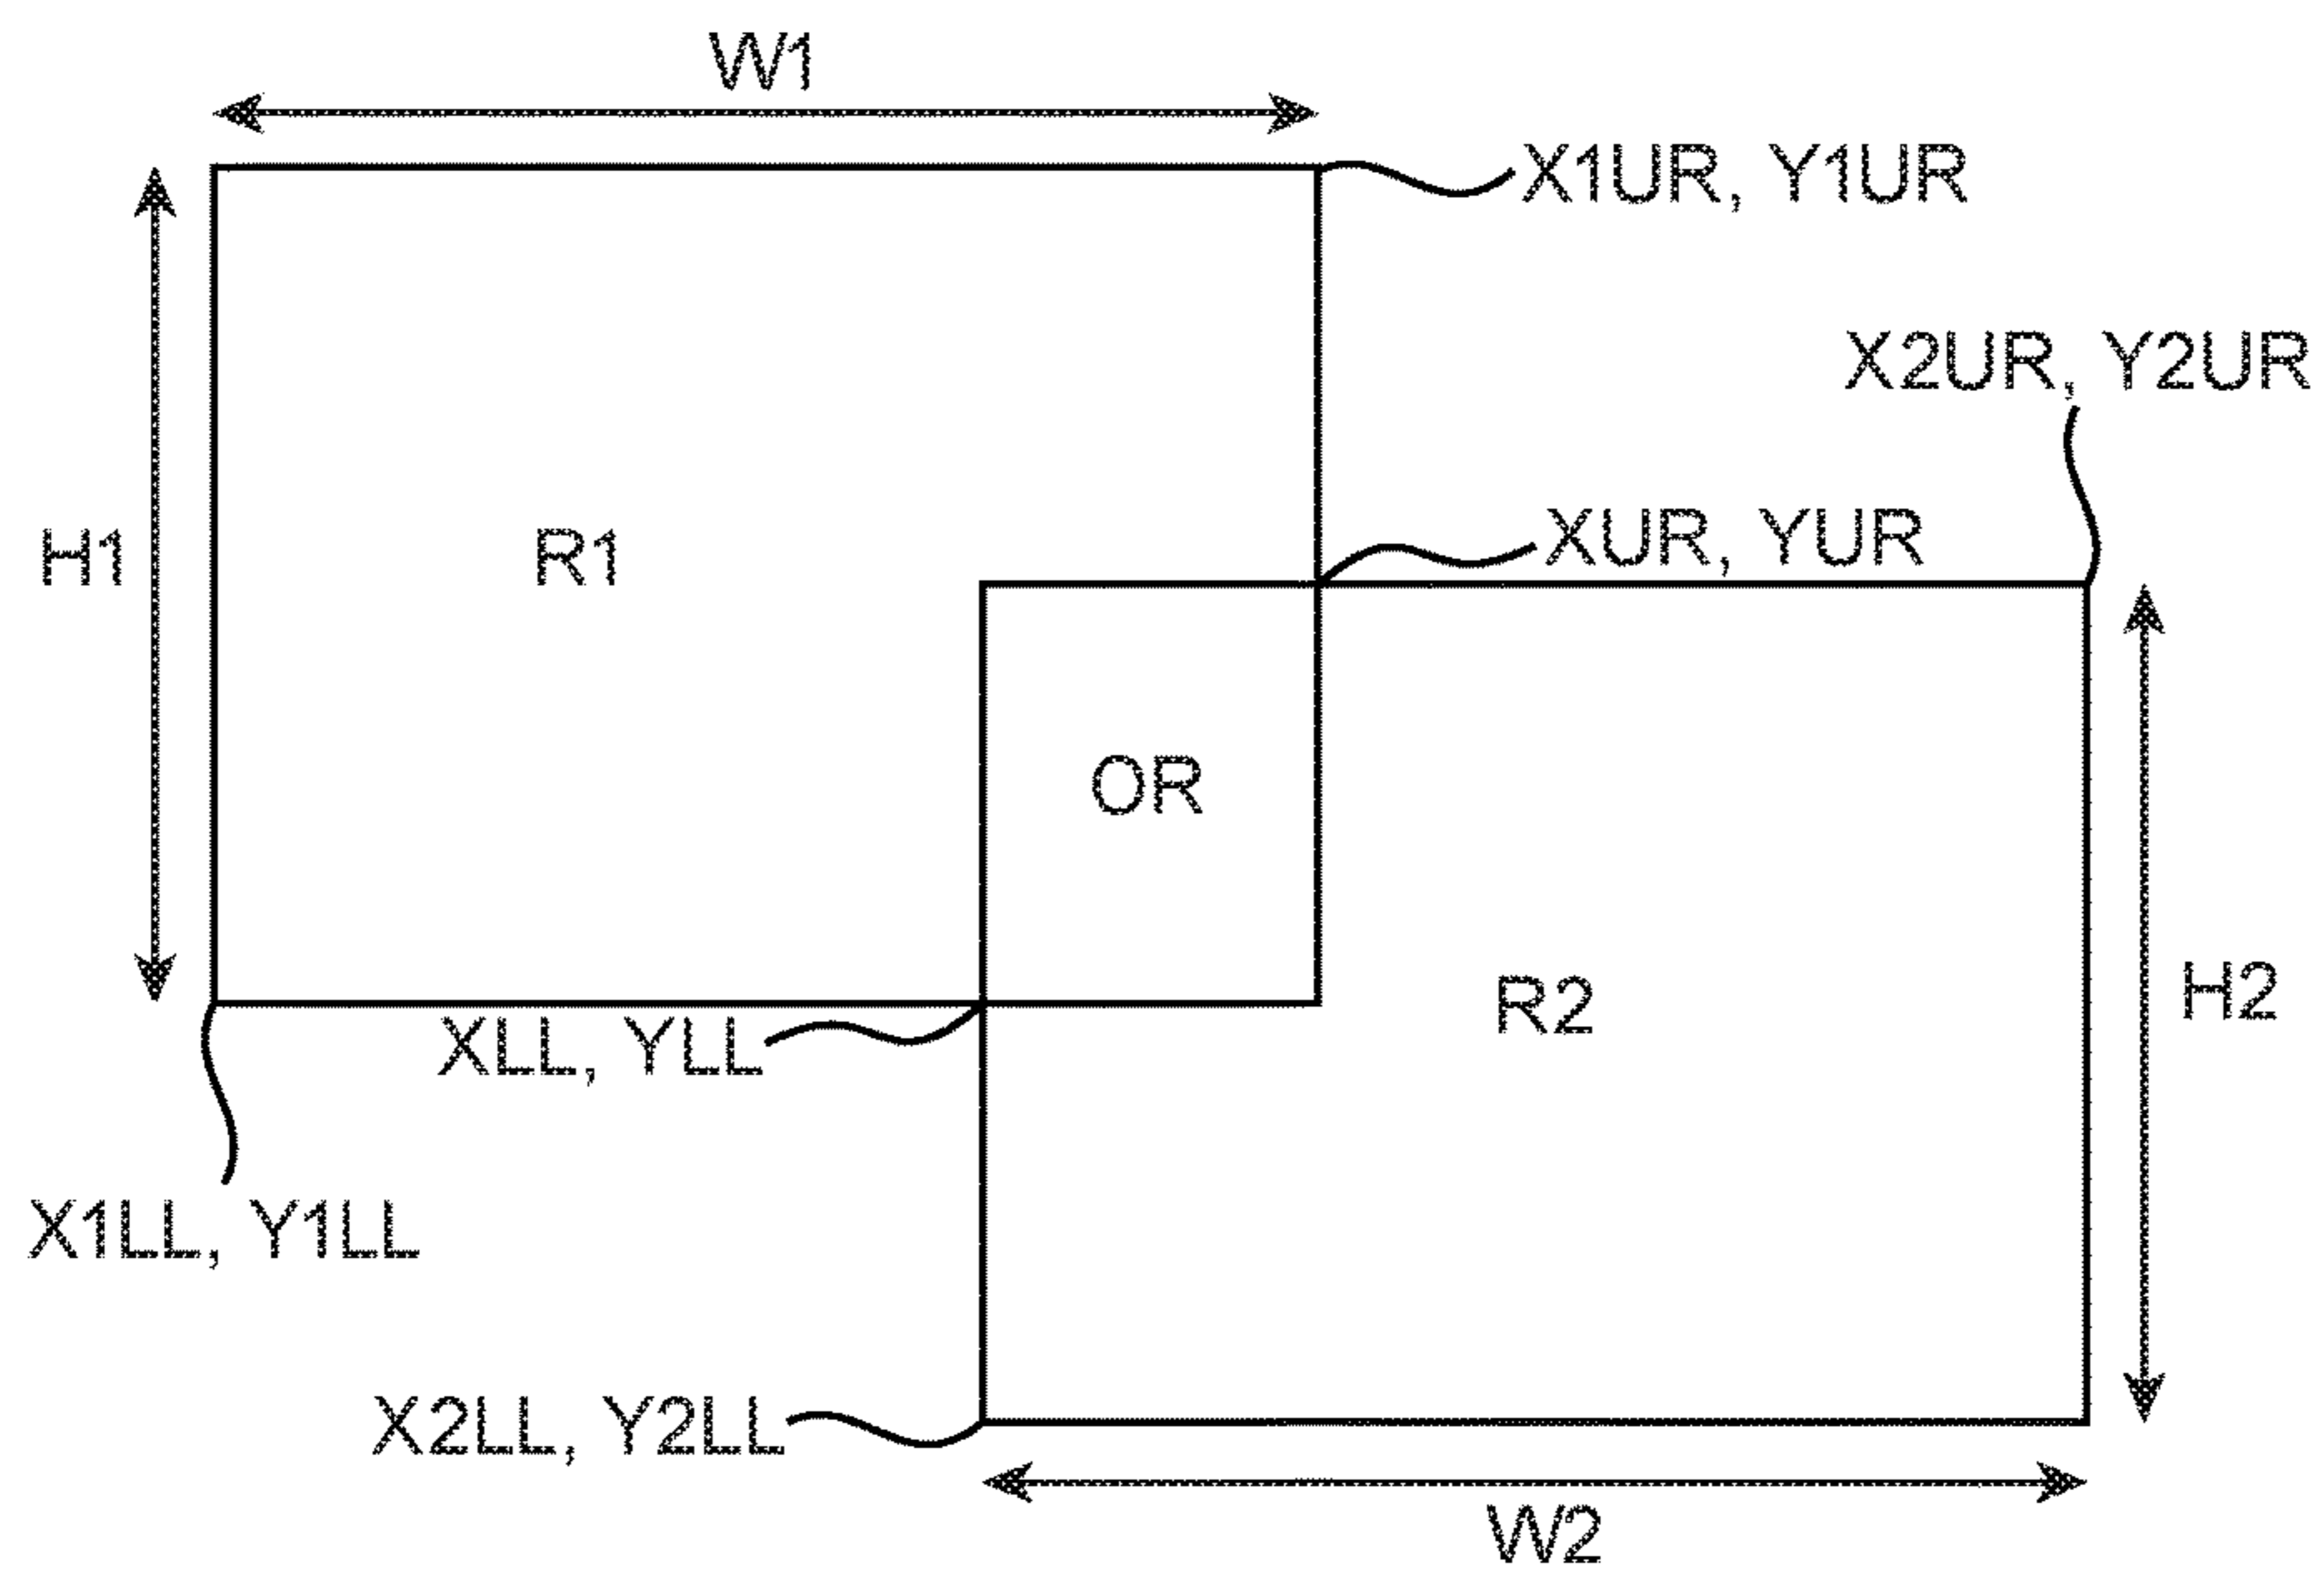 W1
X1UR, Y1UR
X2UR, Y2UR
H1
R1
XUR, YUR
OR
R2
H2
XLL, YLL
X1LL, Y1LL
X2LL, Y2LL
W2